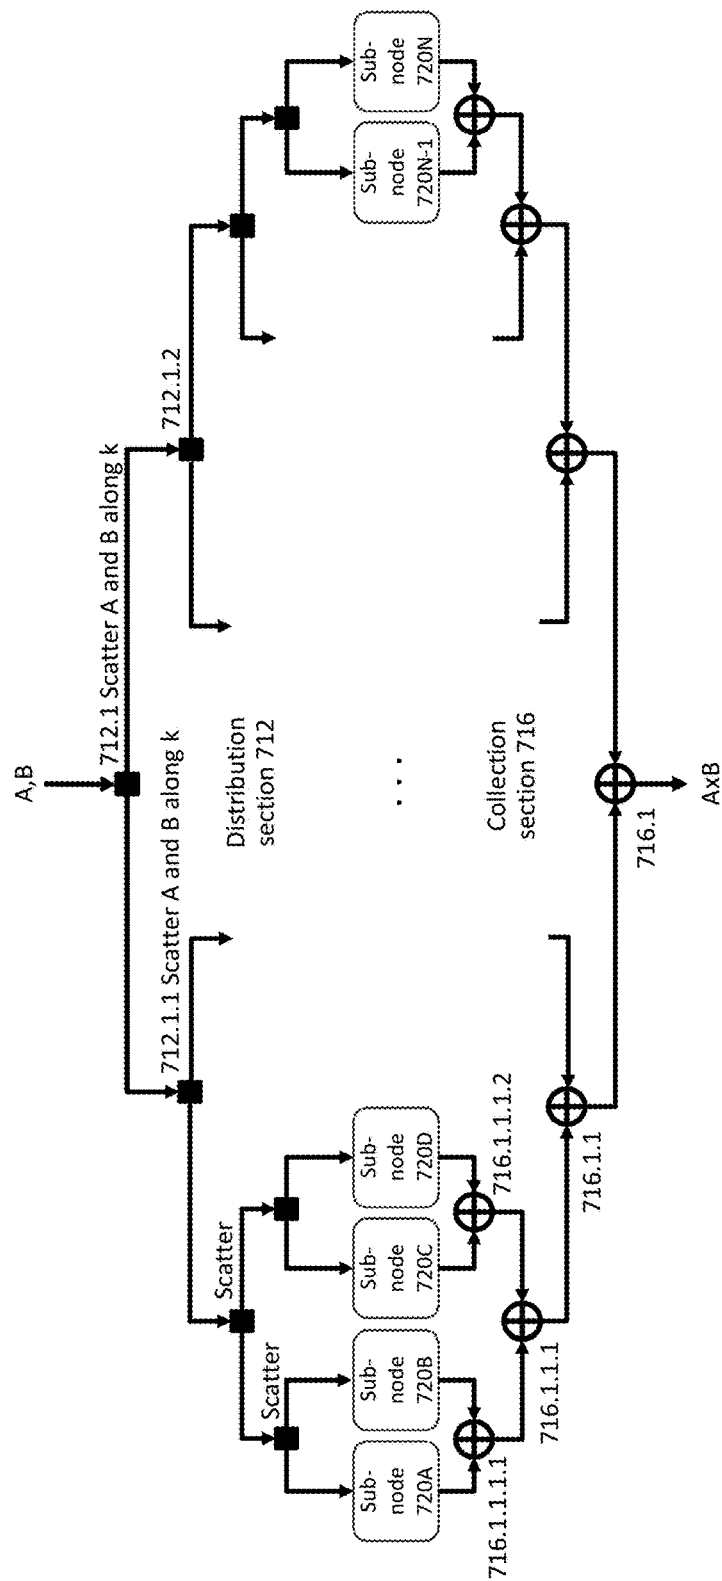 A,B
712.1 Scatter A and B along k
712.1.1 Scatter A and B along k
712.1.2
Scatter
Scatter
Distribution
section 712
Sub-
node
720A
Sub-
node
720B
Sub-
node
720C
Sub-
node
720D
. . .
Sub-
node
720N-1
Sub-
node
720N
716.1.1.1.1
716.1.1.1.2
716.1.1.1
716.1.1
Collection
section 716
716.1
AxB